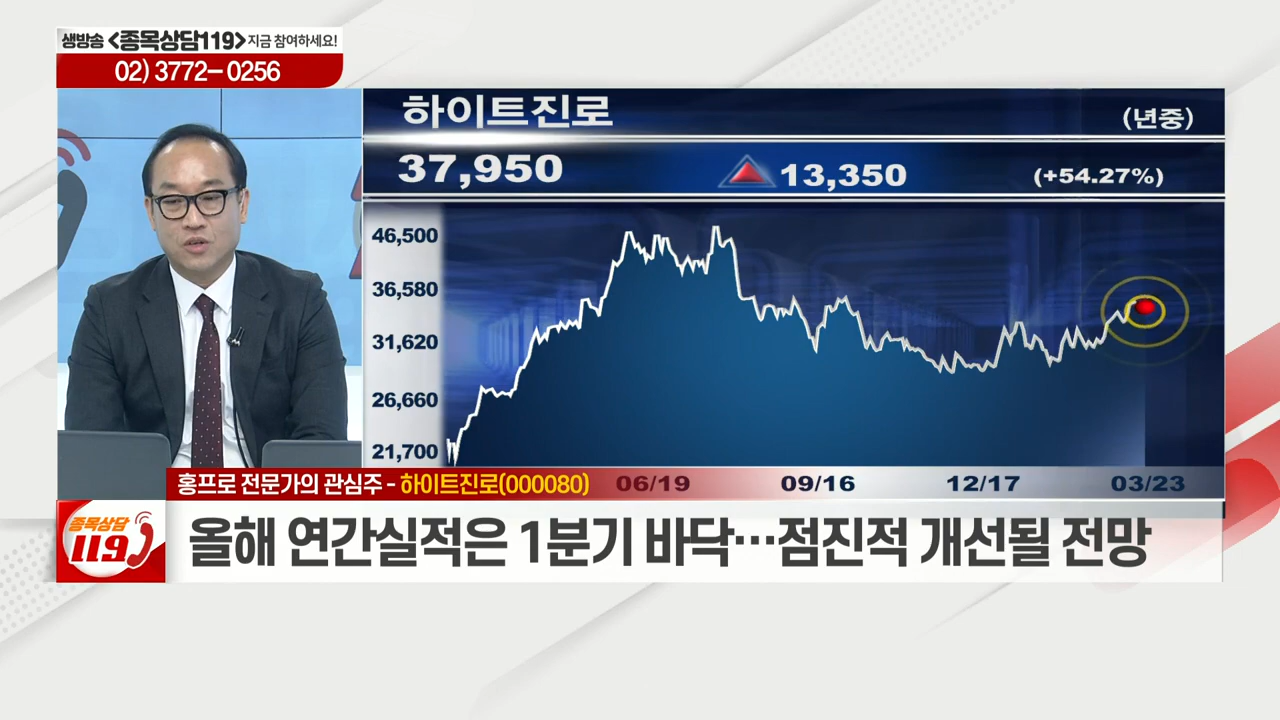 생방송 <종목상담119> 지금 참여하세요!
02) 3772-0256
하이트진로
(년중)
37,950
13,350
(+54.27%)
46,500
36,580
31,620
26,660
21,700
06/19
09/16
12/17
03/23
홍프로 전문가의 관심주 - 하이트진로(000080)
종목상담
119
올해 연간실적은 1분기 바닥…점진적 개선될 전망